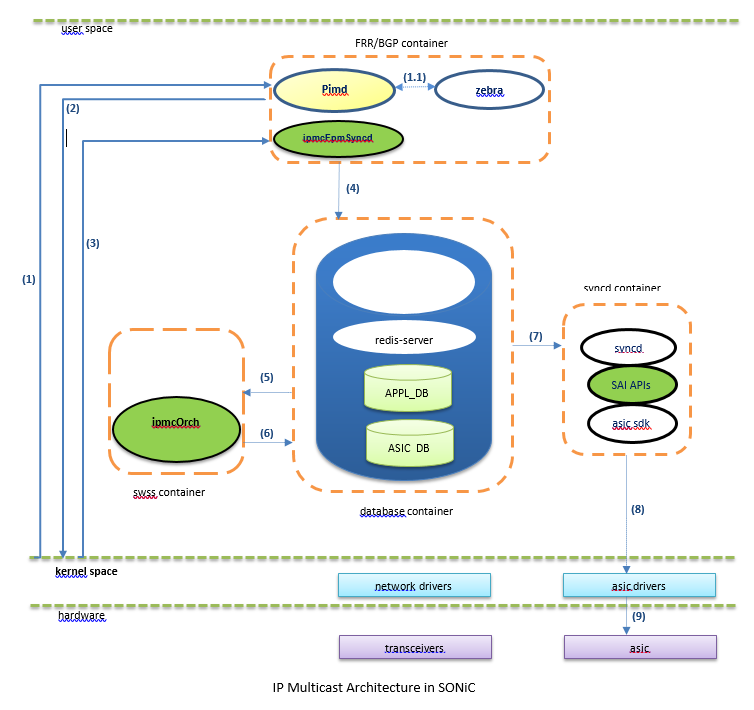 user space
FRR/BGP container
(1.1)
Pimd
zebra
(2)
ipmcFpmSyncd
(4)
(3)
(1)
syncd container
redis-server
(7)
syncd
(5)
APPL_DB
SAI APIs
ipmcOrch
asic sdk
(6)
ASIC DB
swss container
database container
(8)
kernel space
network drivers
asic drivers
hardware
(9)
transceivers
asic
IP Multicast Architecture in SONiC